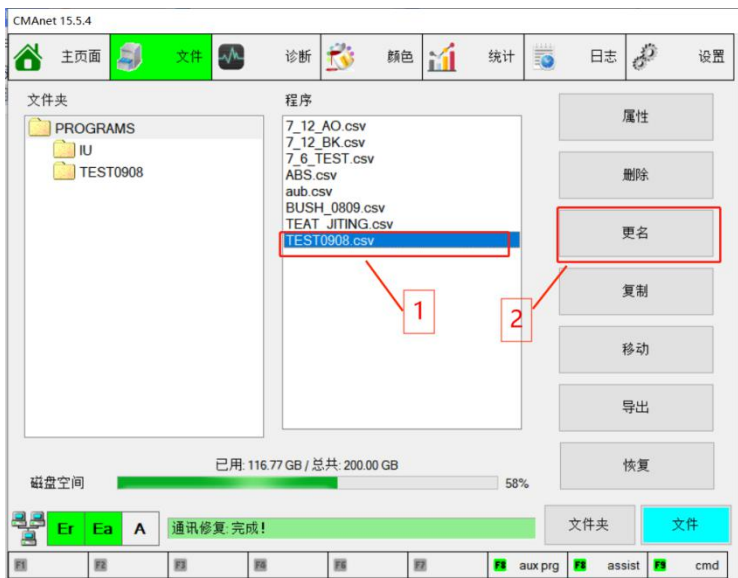 CMAnet 15.5.4
主页面 文件 诊断 颜色 统计 日志 设置
文件夹
PROGRAMS
IU
TEST0908
程序
7_12_AO.csv
7_12_BK.csv
7_6_TEST.csv
ABS.csv
aub.csv
BUSH_0809.csv
TEAT_JITING.csv
TEST0908.csv
1
2
属性
删除
更名
复制
移动
导出
恢复
已用: 116.77 GB / 总共: 200.00 GB
磁盘空间 58%
Er Ea A 通讯修复:完成! 文件夹 文件
F1 F2 F3 F4 F6 F7 F8 aux prg F8 assist F9 cmd